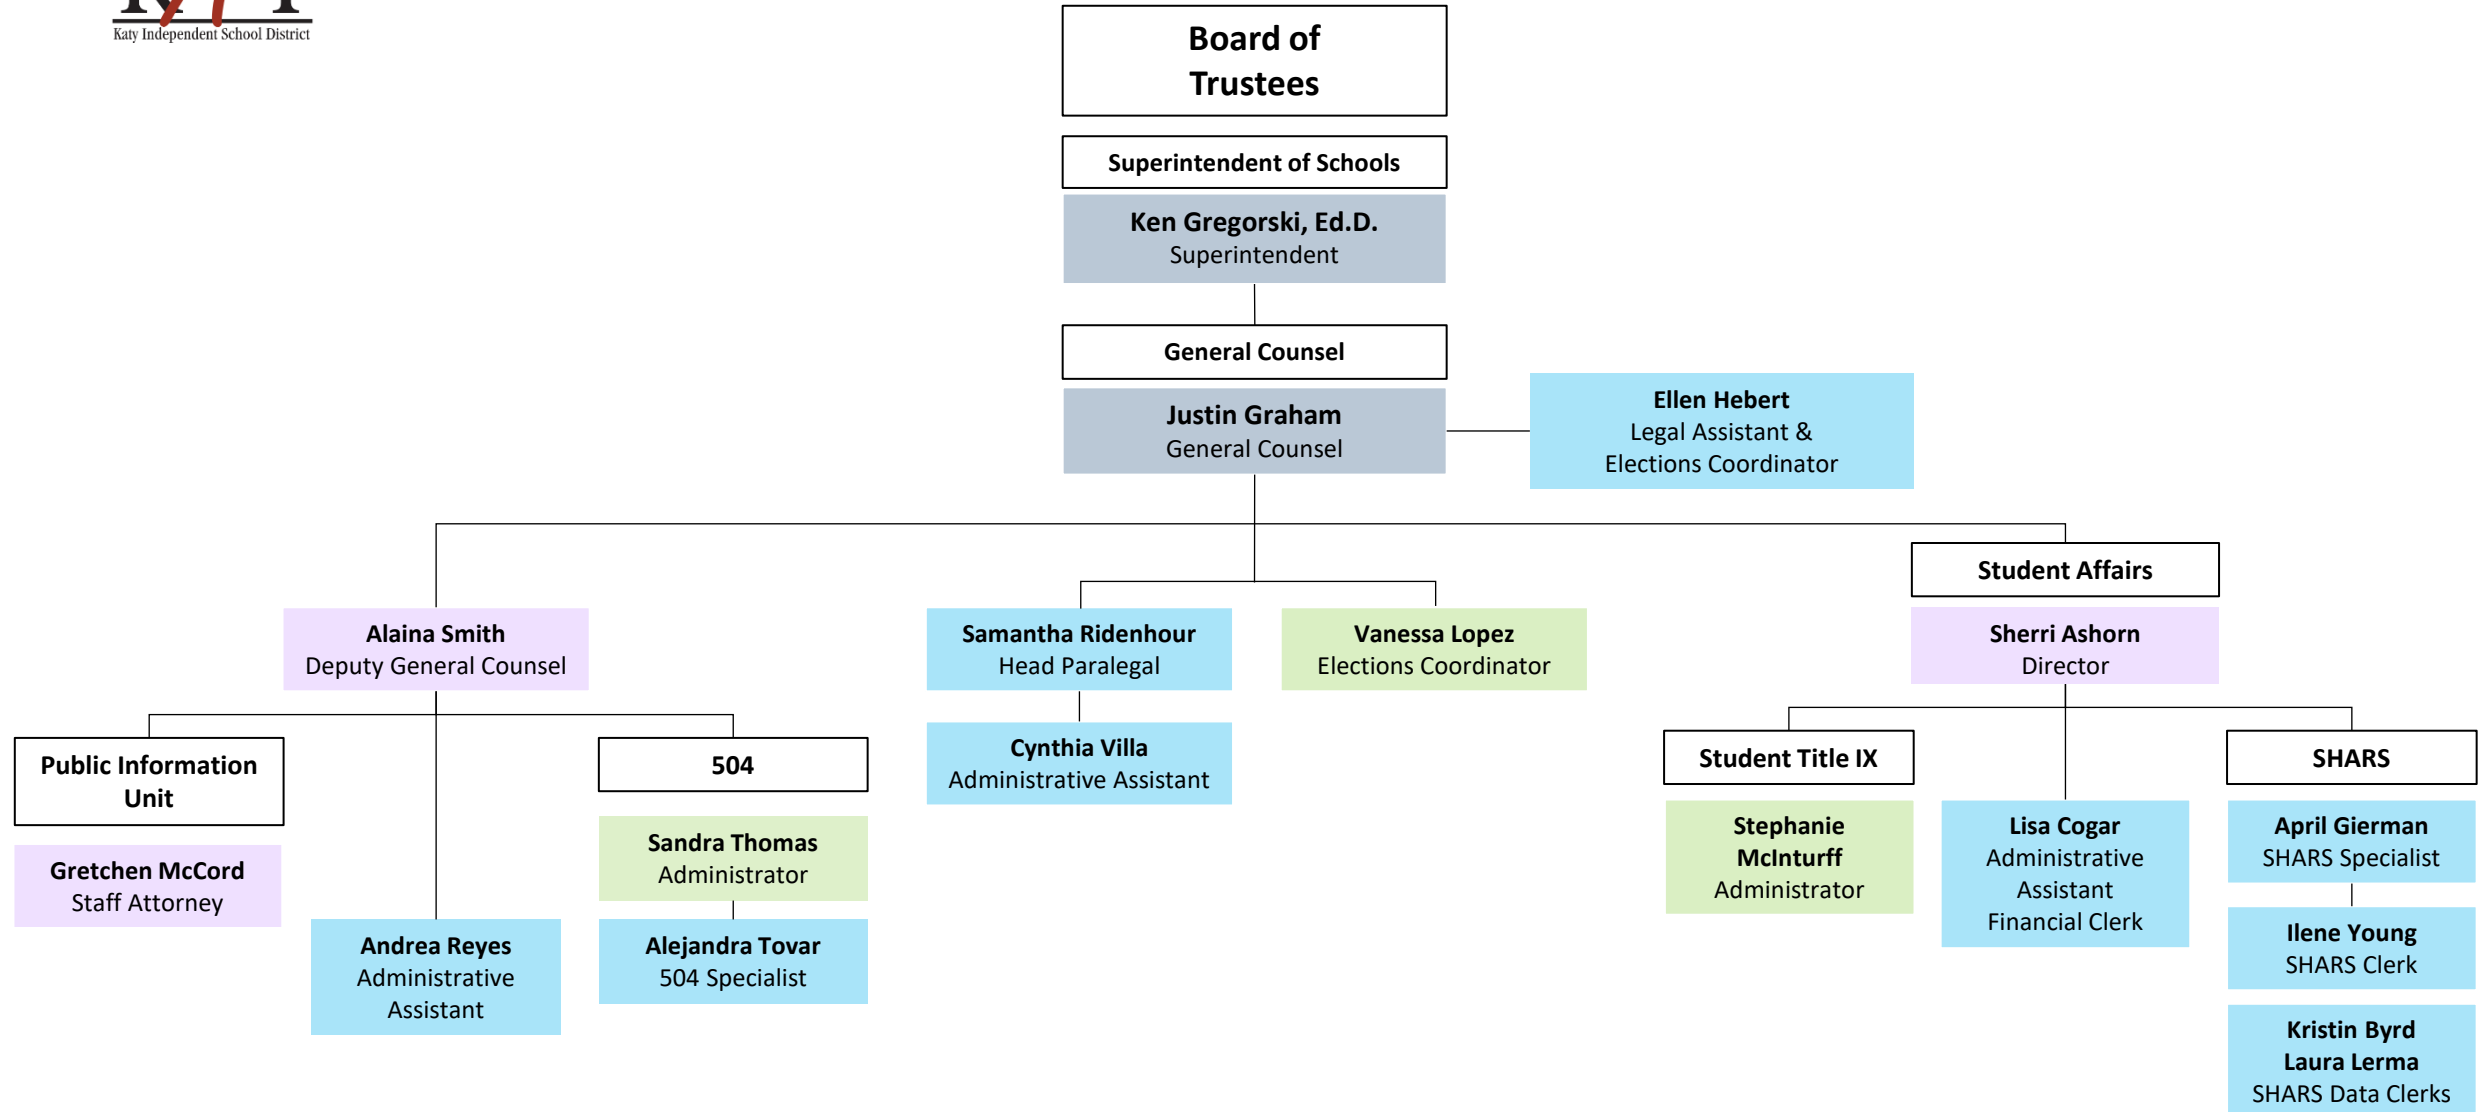 Katy Independent School District
Board of
Trustees
Superintendent of Schools
Ken Gregorski, Ed.D.
Superintendent
General Counsel
Justin Graham
General Counsel
Ellen Hebert
Legal Assistant &
Elections Coordinator
Alaina Smith
Deputy General Counsel
Public Information
Unit
Gretchen McCord
Staff Attorney
Andrea Reyes
Administrative
Assistant
504
Sandra Thomas
Administrator
Alejandra Tovar
504 Specialist
Samantha Ridenhour
Head Paralegal
Cynthia Villa
Administrative Assistant
Vanessa Lopez
Elections Coordinator
Student Affairs
Sherri Ashorn
Director
Student Title IX
Stephanie
McInturff
Administrator
Lisa Cogar
Administrative
Assistant
Financial Clerk
SHARS
April Gierman
SHARS Specialist
Ilene Young
SHARS Clerk
Kristin Byrd
Laura Lerma
SHARS Data Clerks